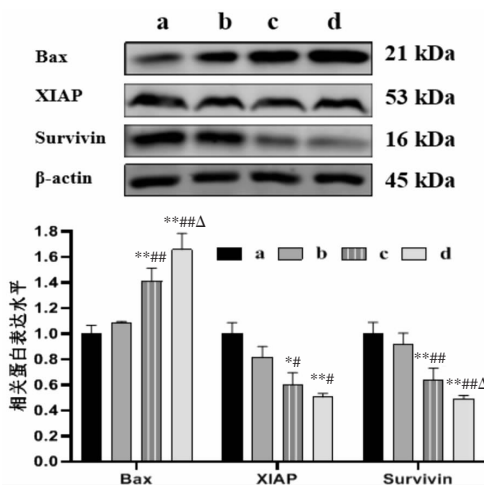 a b c d
Bax 21 kDa
XIAP 53 kDa
Survivin 16 kDa
β-actin 45 kDa
相关蛋白表达水平
1.8
1.6
1.4
1.2
1.0
0.8
0.6
0.4
0.2
0.0
**## **##Δ
*# **#
**## **##Δ
a b c d
Bax XIAP Survivin